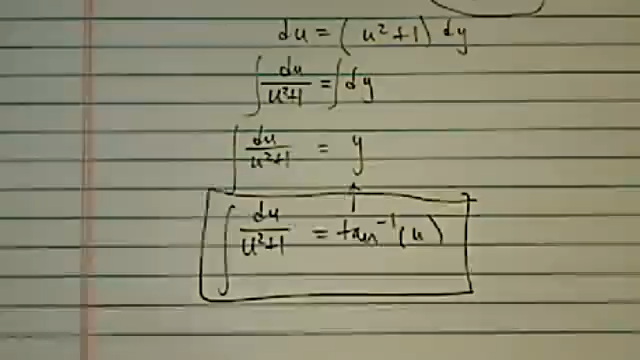 du = (u²+1) dy
∫ du/(u²+1) = ∫ dy
∫ du/(u²+1) = y
∫ du/(u²+1) = tan⁻¹(u)